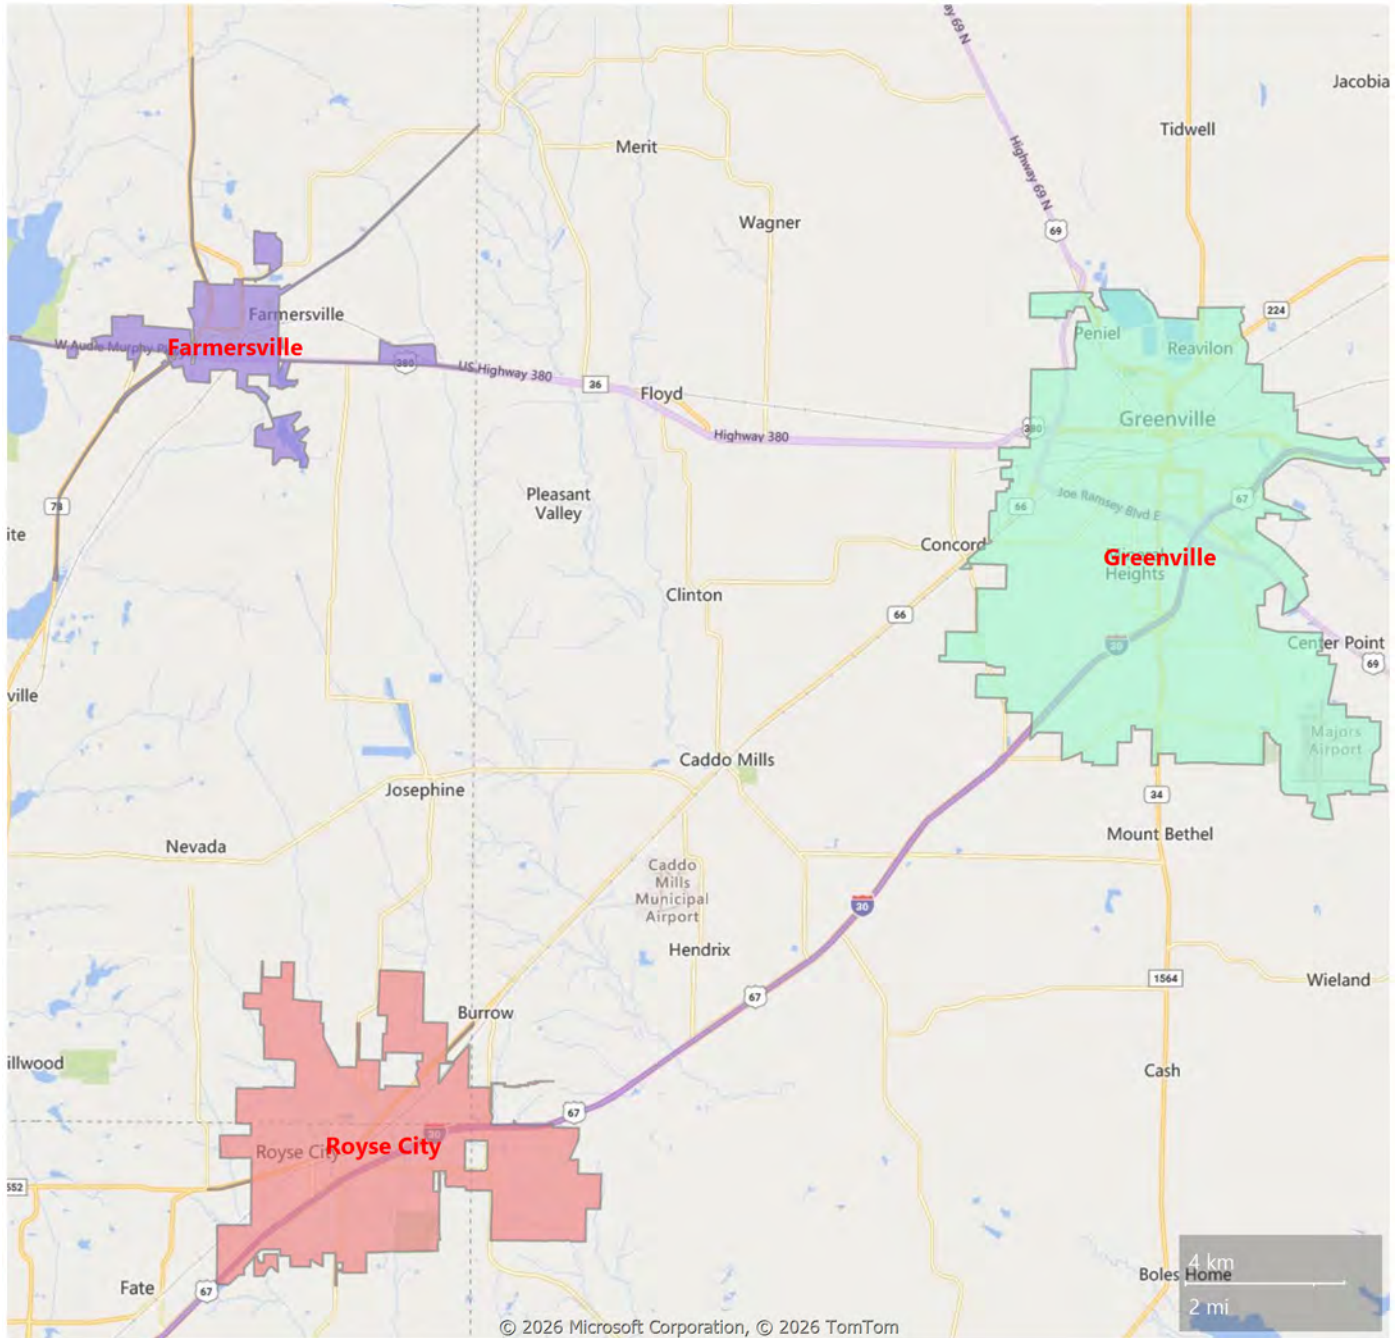 ay 69 N
Jacobia
Tidwell
Highway 69 N
Merit
Wagner
69
224
Farmersville
Peniel
Reavilon
W Audie Murphy P
Farmersville
380
US Highway 380
36
Floyd
Greenville
380
Highway 380
Pleasant
Valley
78
66
Joe Ramsey Blvd E
67
ite
Concord
Greenville
Heights
Clinton
66
30
Center Point
69
ville
Majors
Airport
Caddo Mills
Josephine
34
Mount Bethel
Nevada
Caddo
Mills
Municipal
Airport
30
Hendrix
67
1564
Wieland
Burrow
illwood
Cash
67
30
Royse City
Royse City
552
4 km
Boles Home
Fate
67
2 mi
© 2026 Microsoft Corporation, © 2026 TomTom